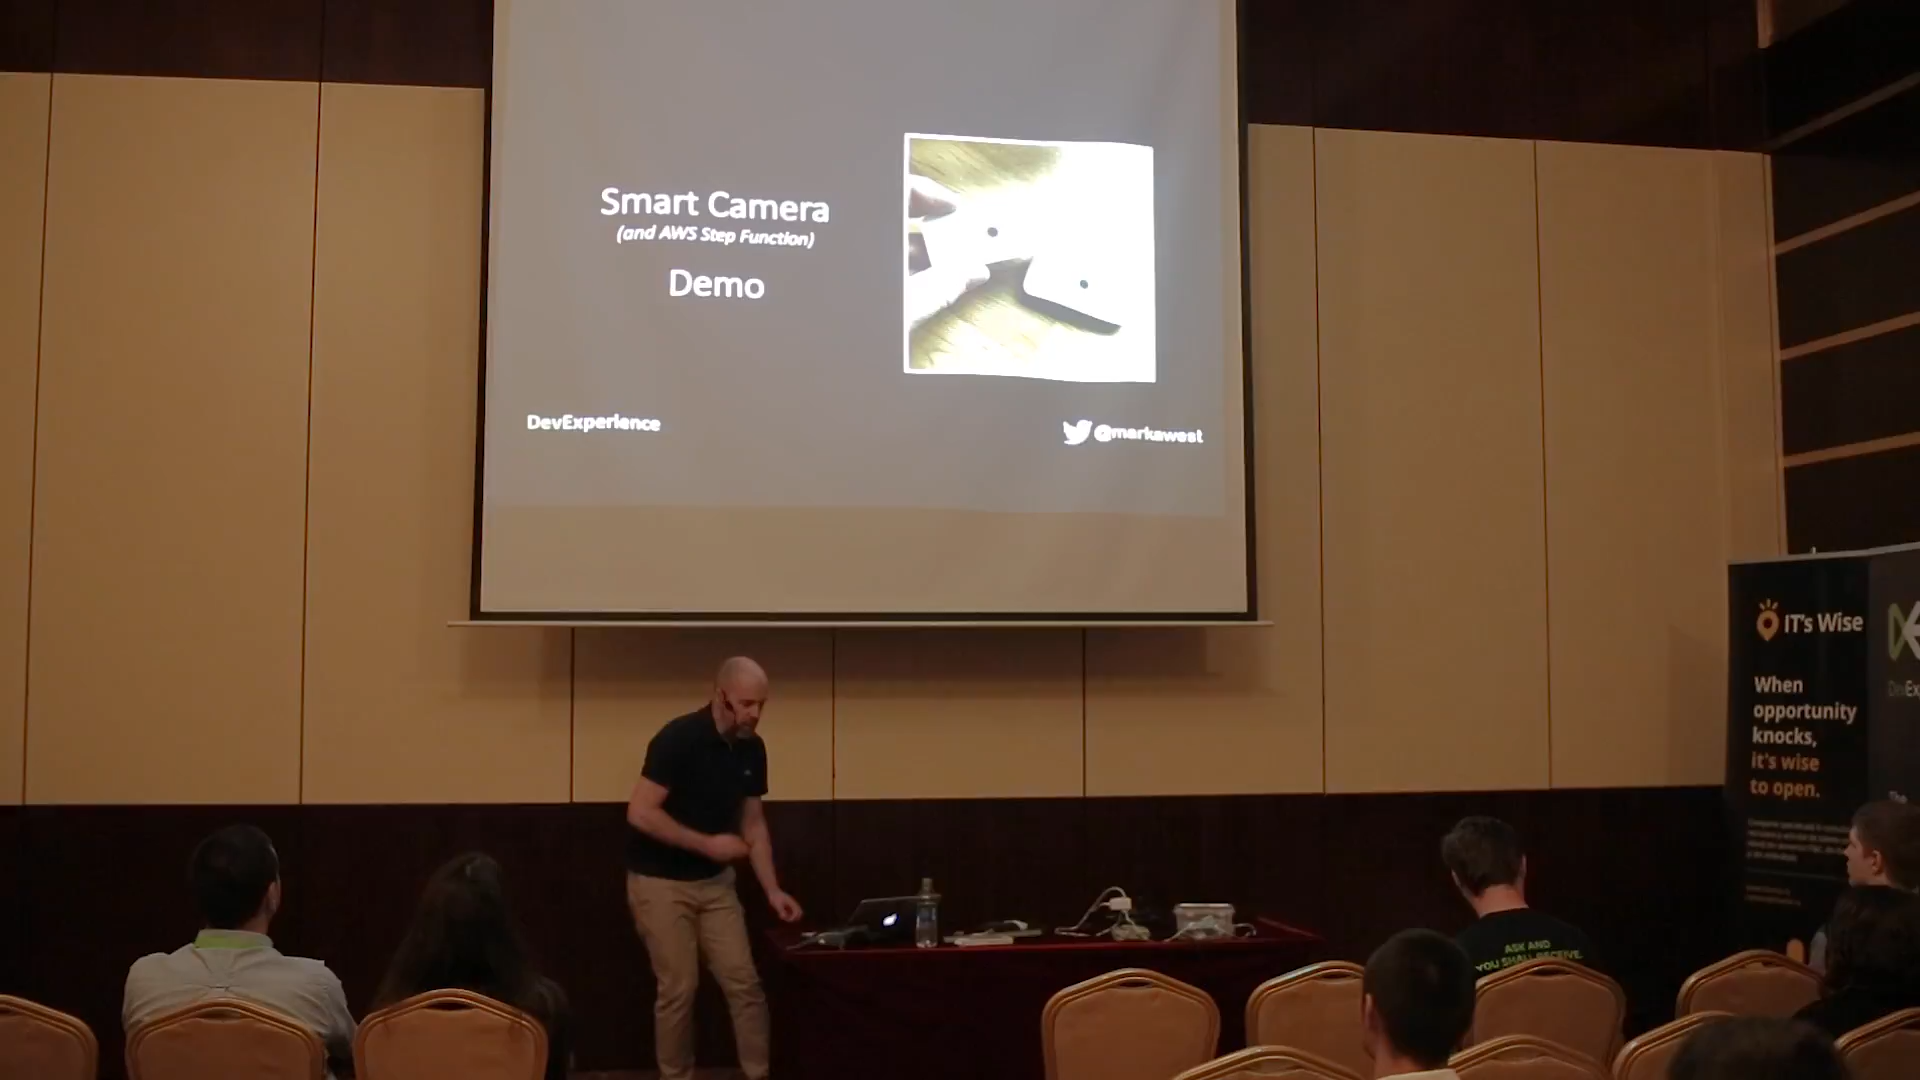 Smart Camera
(and AWS Step Function)
Demo
DevExperience
@markawest
IT's Wise
When
opportunity
knocks,
it's wise
to open.
ASK AND
YOU SHALL RECEIVE.
The